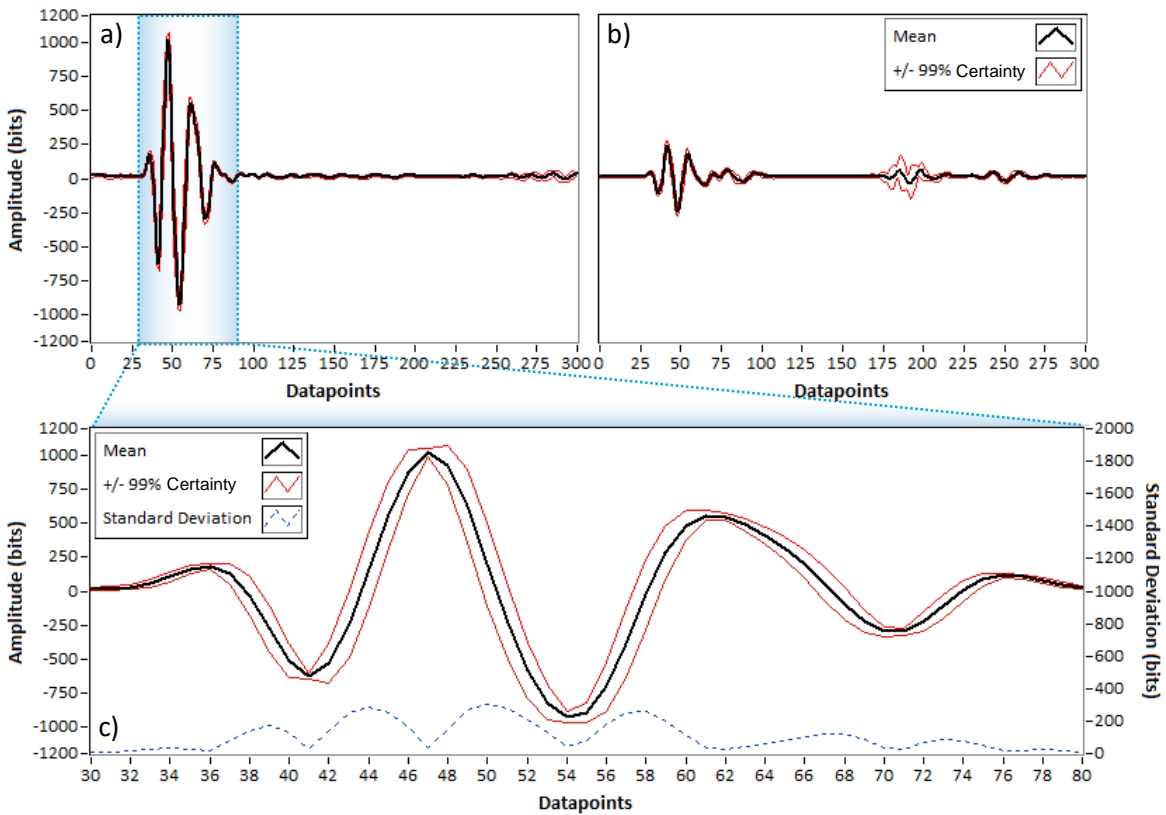 a)
1200
1000
750
500
250
0
-250
-500
-750
-1000
-1200
Amplitude (bits)
0 25 50 75 100 125 150 175 200 225 250 275 300
Datapoints
b)
Mean
+/- 99% Certainty
0 25 50 75 100 125 150 175 200 225 250 275 300
Datapoints
1200
1000
750
500
250
0
-250
-500
-750
-1000
-1200
Amplitude (bits)
Mean
+/- 99% Certainty
Standard Deviation
c)
2000
1800
1600
1400
1200
1000
800
600
400
200
0
Standard Deviation (bits)
30 32 34 36 38 40 42 44 46 48 50 52 54 56 58 60 62 64 66 68 70 72 74 76 78 80
Datapoints